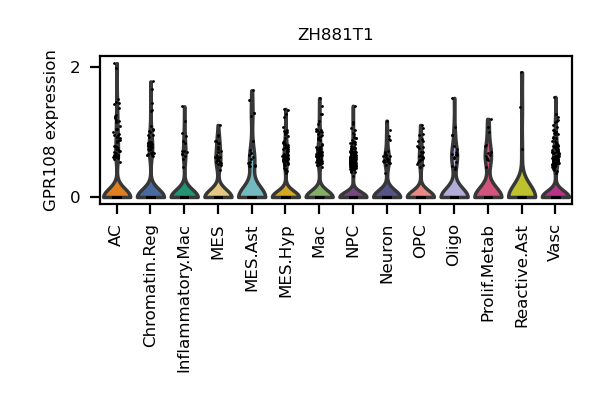 ZH881T1
GPR108 expression
2
0
AC
Chromatin.Reg
Inflammatory.Mac
MES
MES.Ast
MES.Hyp
Mac
NPC
Neuron
OPC
Oligo
Prolif.Metab
Reactive.Ast
Vasc